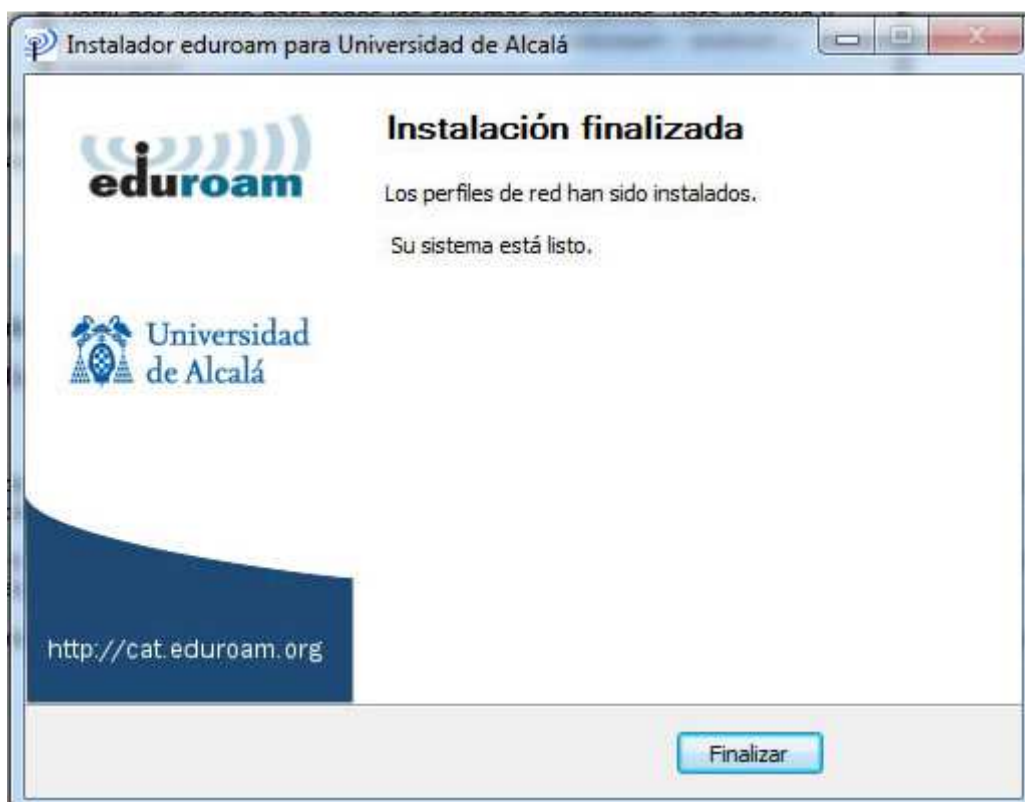 Instalador eduroam para Universidad de Alcalá
eduroam
Instalación finalizada
Los perfiles de red han sido instalados.
Su sistema está listo.
Universidad
de Alcalá
http://cat.eduroam.org
Finalizar